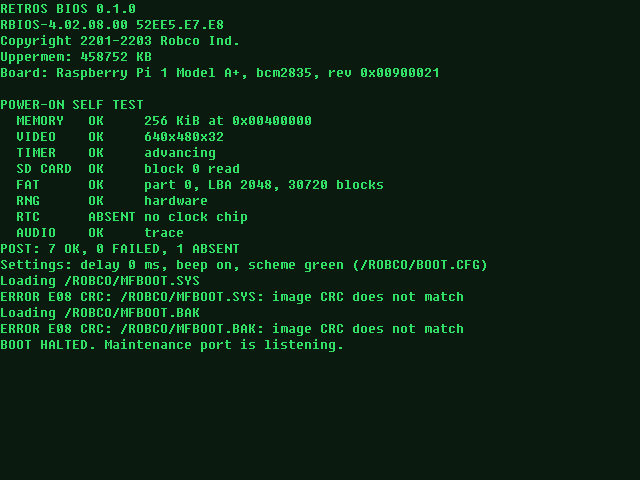 RETROS BIOS 0.1.0
RBIOS-4.02.08.00 52EE5.E7.E8
Copyright 2201-2203 Robco Ind.
Uppermem: 458752 KB
Board: Raspberry Pi 1 Model A+, bcm2835, rev 0x00900021
POWER-ON SELF TEST
MEMORY OK 256 KiB at 0x00400000
VIDEO OK 640x480x32
TIMER OK advancing
SD CARD OK block 0 read
FAT OK part 0, LBA 2048, 30720 blocks
RNG OK hardware
RTC ABSENT no clock chip
AUDIO OK trace
POST: 7 OK, 0 FAILED, 1 ABSENT
Settings: delay 0 ms, beep on, scheme green (/ROBCO/BOOT.CFG)
Loading /ROBCO/MFBOOT.SYS
ERROR E08 CRC: /ROBCO/MFBOOT.SYS: image CRC does not match
Loading /ROBCO/MFBOOT.BAK
ERROR E08 CRC: /ROBCO/MFBOOT.BAK: image CRC does not match
BOOT HALTED. Maintenance port is listening.